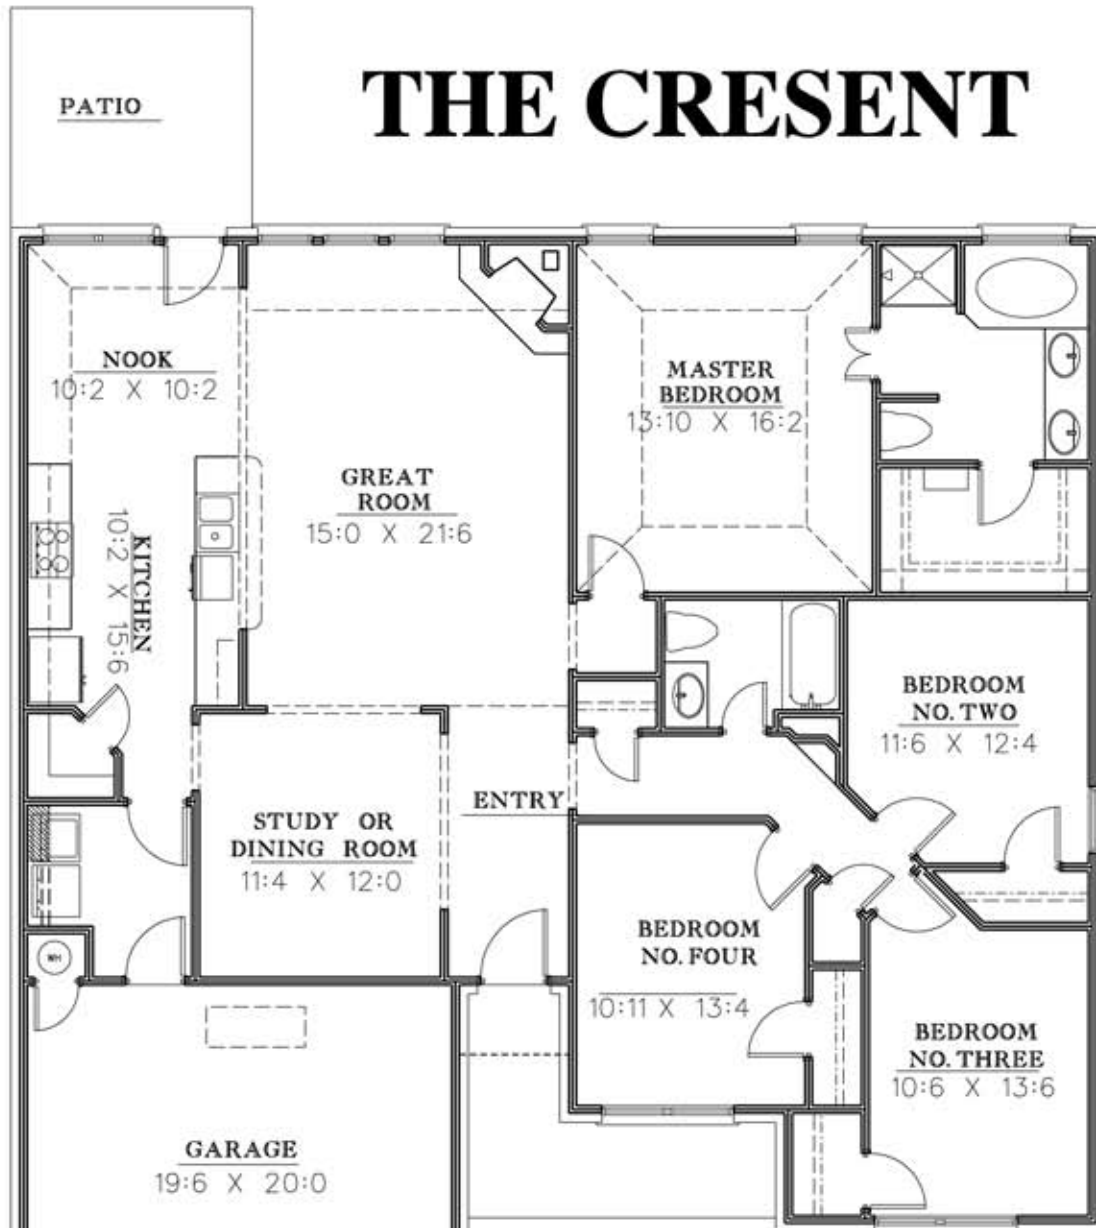 THE CRESENT
PATIO
NOOK
10:2 X 10:2
MASTER
BEDROOM
13:10 X 16:2
GREAT
ROOM
15:0 X 21:6
KITCHEN
10:2 X 15:6
BEDROOM
NO. TWO
11:6 X 12:4
ENTRY
STUDY OR
DINING ROOM
11:4 X 12:0
BEDROOM
NO. FOUR
10:11 X 13:4
WH
BEDROOM
NO. THREE
10:6 X 13:6
GARAGE
19:6 X 20:0